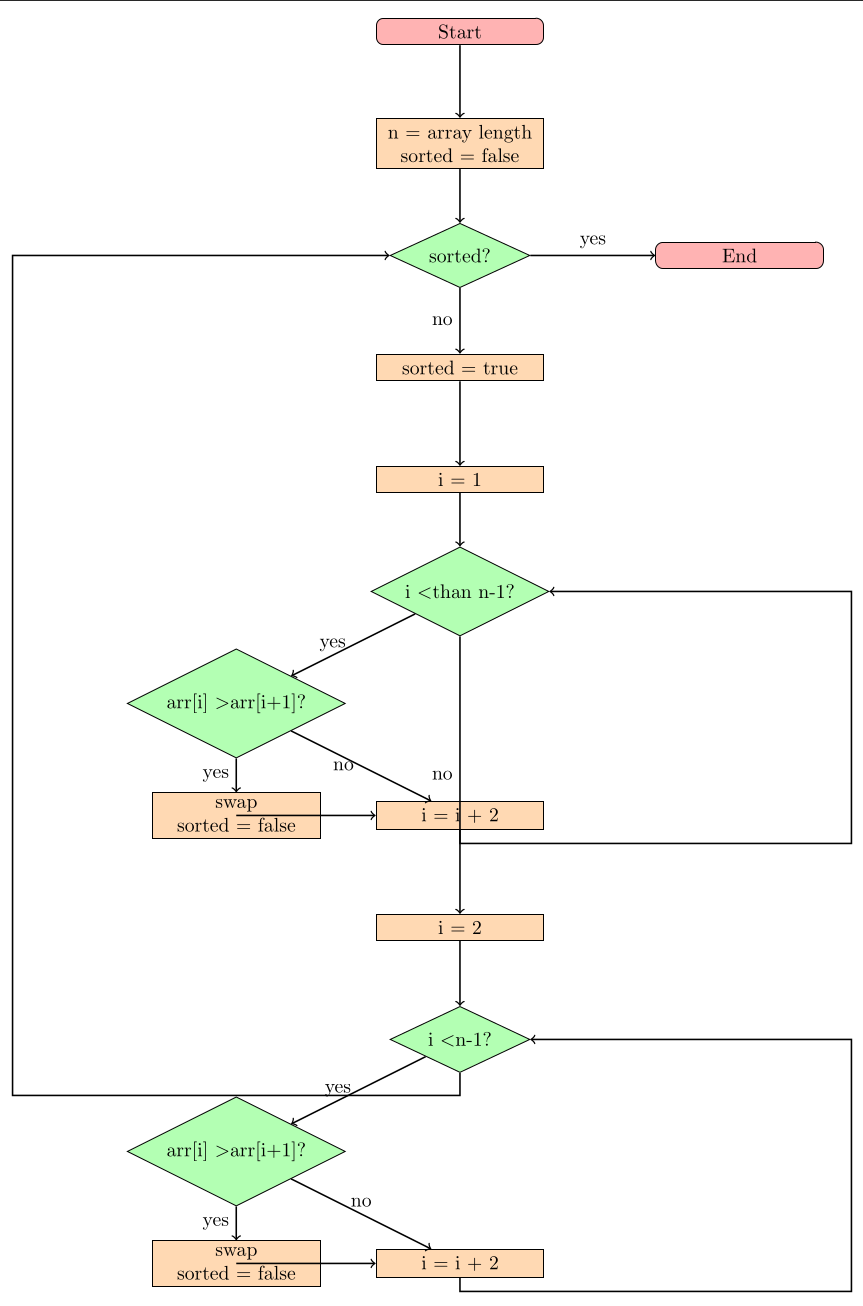 Start
n = array length
sorted = false
sorted?
yes
End
no
sorted = true
i = 1
i <than n-1?
yes
arr[i] >arr[i+1]?
no
yes
no
swap
sorted = false
i = i + 2
i = 2
i <n-1?
yes
arr[i] >arr[i+1]?
no
yes
swap
sorted = false
i = i + 2